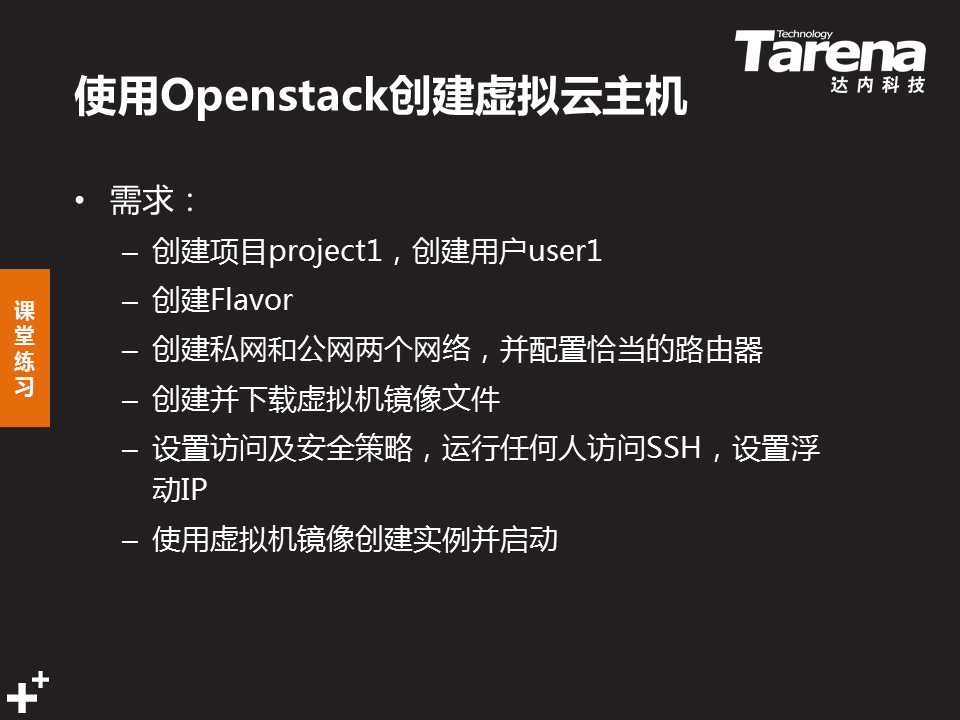 Technology
Tarena
达内科技
使用Openstack创建虚拟云主机
• 需求：
– 创建项目project1，创建用户user1
– 创建Flavor
– 创建私网和公网两个网络，并配置恰当的路由器
– 创建并下载虚拟机镜像文件
– 设置访问及安全策略，运行任何人访问SSH，设置浮
动IP
– 使用虚拟机镜像创建实例并启动
课
堂
练
习